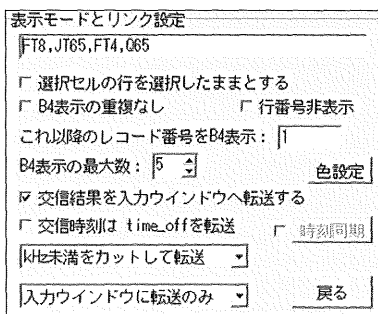 表示モードとリンク設定
FT8,JT65,FT4,Q65
選択セルの行を選択したままとする
B4表示の重複なし 行番号非表示
これ以降のレコード番号をB4表示: 1
B4表示の最大数: 5 色設定
交信結果を入力ウインドウへ転送する
交信時刻は time_offを転送 時刻同期
kHz未満をカットして転送
入力ウインドウに転送のみ 戻る